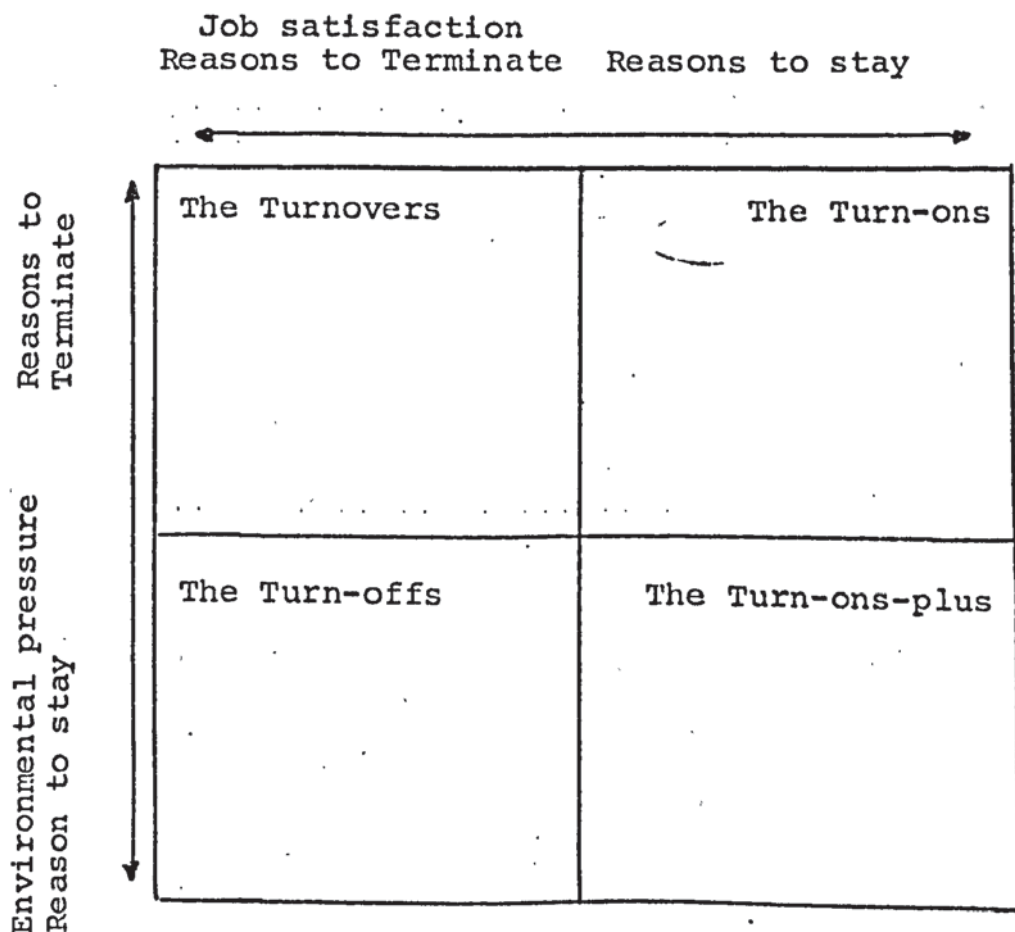 Job satisfaction
Reasons to Terminate Reasons to stay
Reasons to
Terminate
The Turnovers The Turn-ons
Environmental pressure
Reason to stay
The Turn-offs The Turn-ons-plus